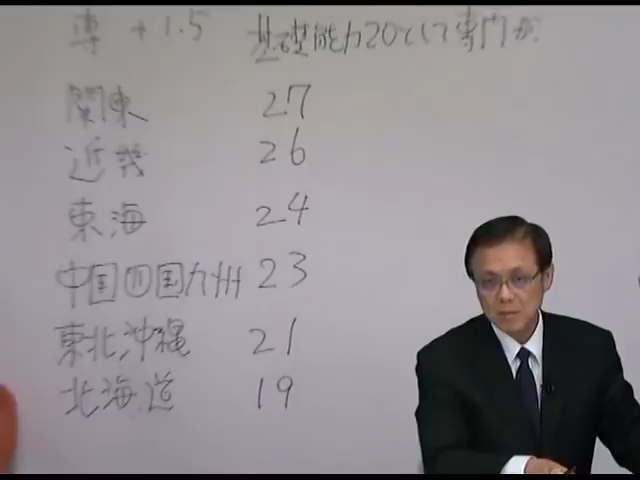 専 + 1.5 基礎能力20として専門が
関東 27
近畿 26
東海 24
中国四国九州 23
東北沖縄 21
北海道 19